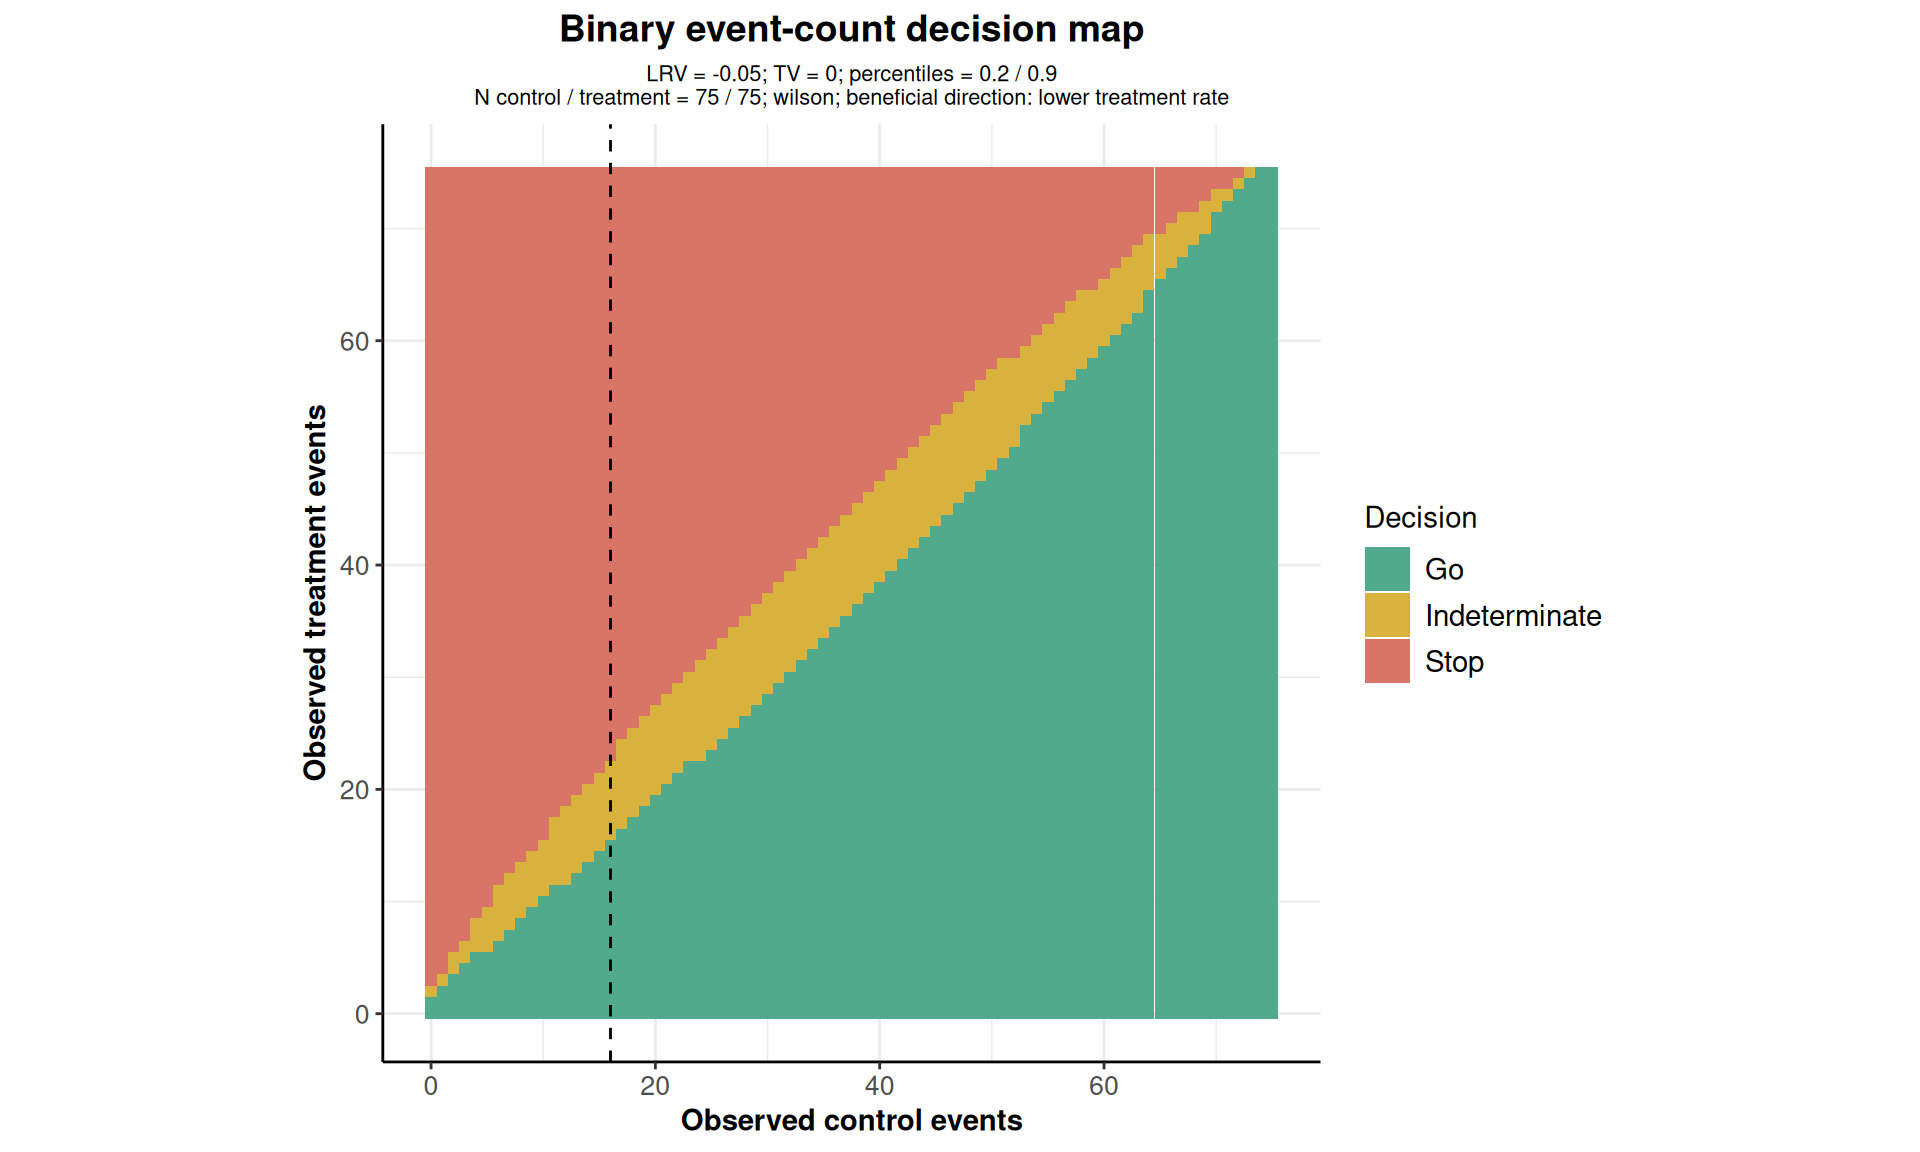 Binary event-count decision map
LRV = -0.05; TV = 0; percentiles = 0.2 / 0.9
N control / treatment = 75 / 75; wilson; beneficial direction: lower treatment rate
Observed treatment events
60
40
20
0
0 20 40 60
Observed control events
Decision
Go
Indeterminate
Stop